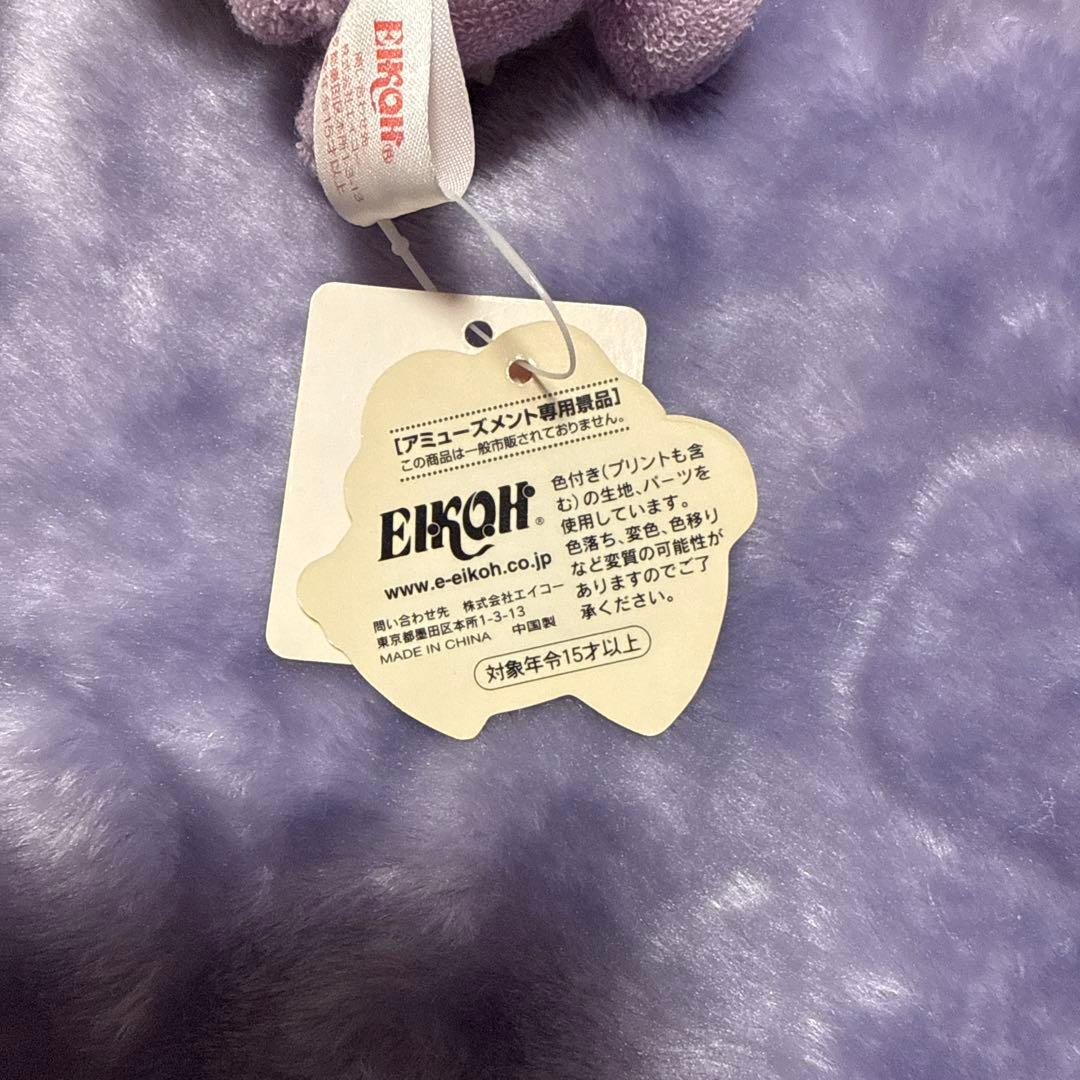 EIKOH®
【アミューズメント専用景品】
この商品は一般市販されておりません。
EIKOH®
www.e-eikoh.co.jp
問い合わせ先 株式会社エイコー
東京都墨田区本所1-3-13
MADE IN CHINA 中国製
色付き(プリントも含
む)の生地、パーツを
使用しています。
色落ち、変色、色移り
など変質の可能性が
ありますのでご了
承ください。
対象年令15才以上